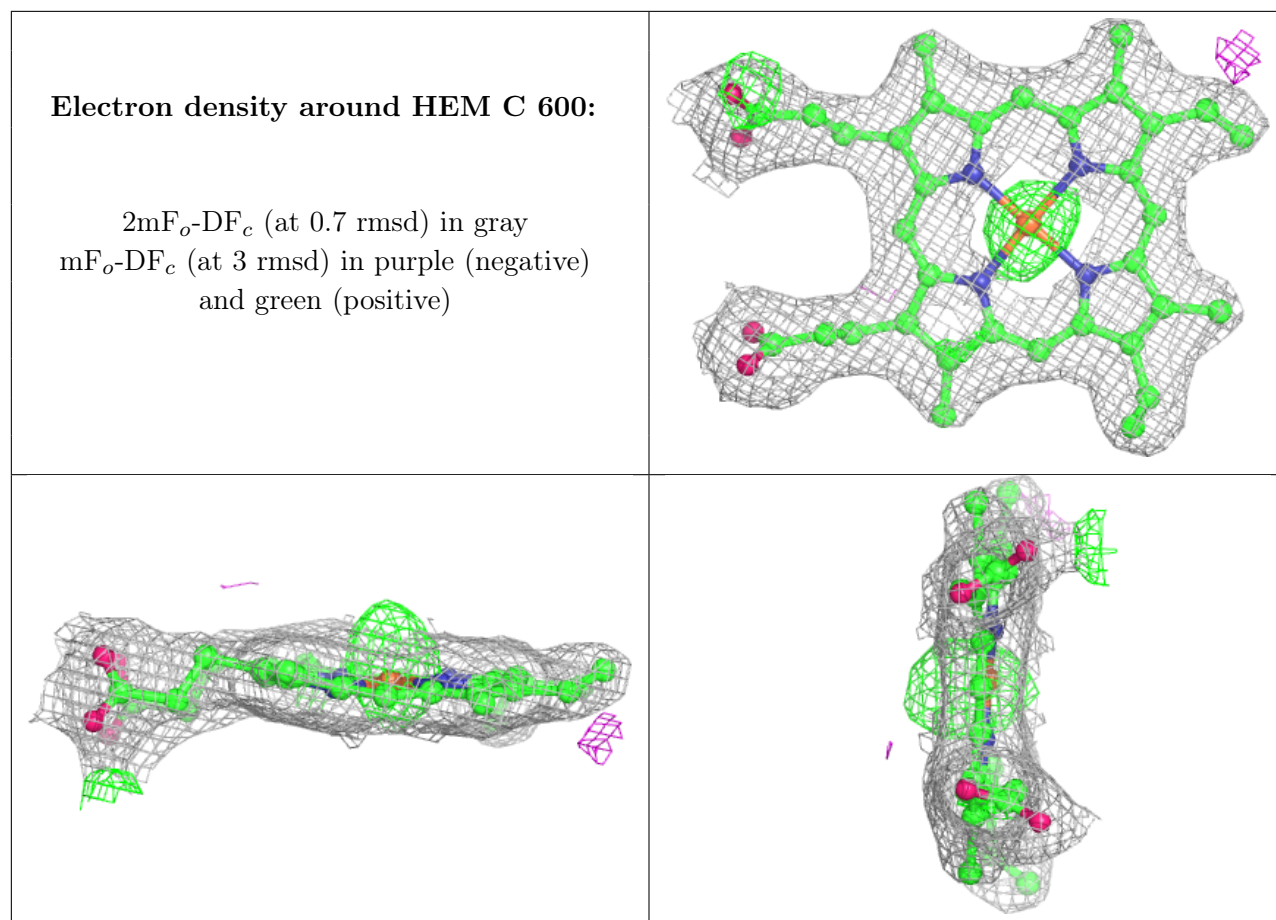 Electron density around HEM C 600:
2mFo-DFc (at 0.7 rmsd) in gray
mFo-DFc (at 3 rmsd) in purple (negative)
and green (positive)